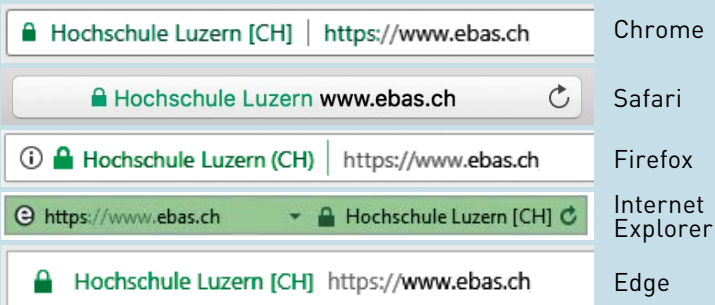 Hochschule Luzern [CH] | https://www.ebas.ch Chrome
Hochschule Luzern www.ebas.ch Safari
Hochschule Luzern (CH) | https://www.ebas.ch Firefox
https://www.ebas.ch Hochschule Luzern [CH] Internet
Explorer
Hochschule Luzern [CH] https://www.ebas.ch Edge